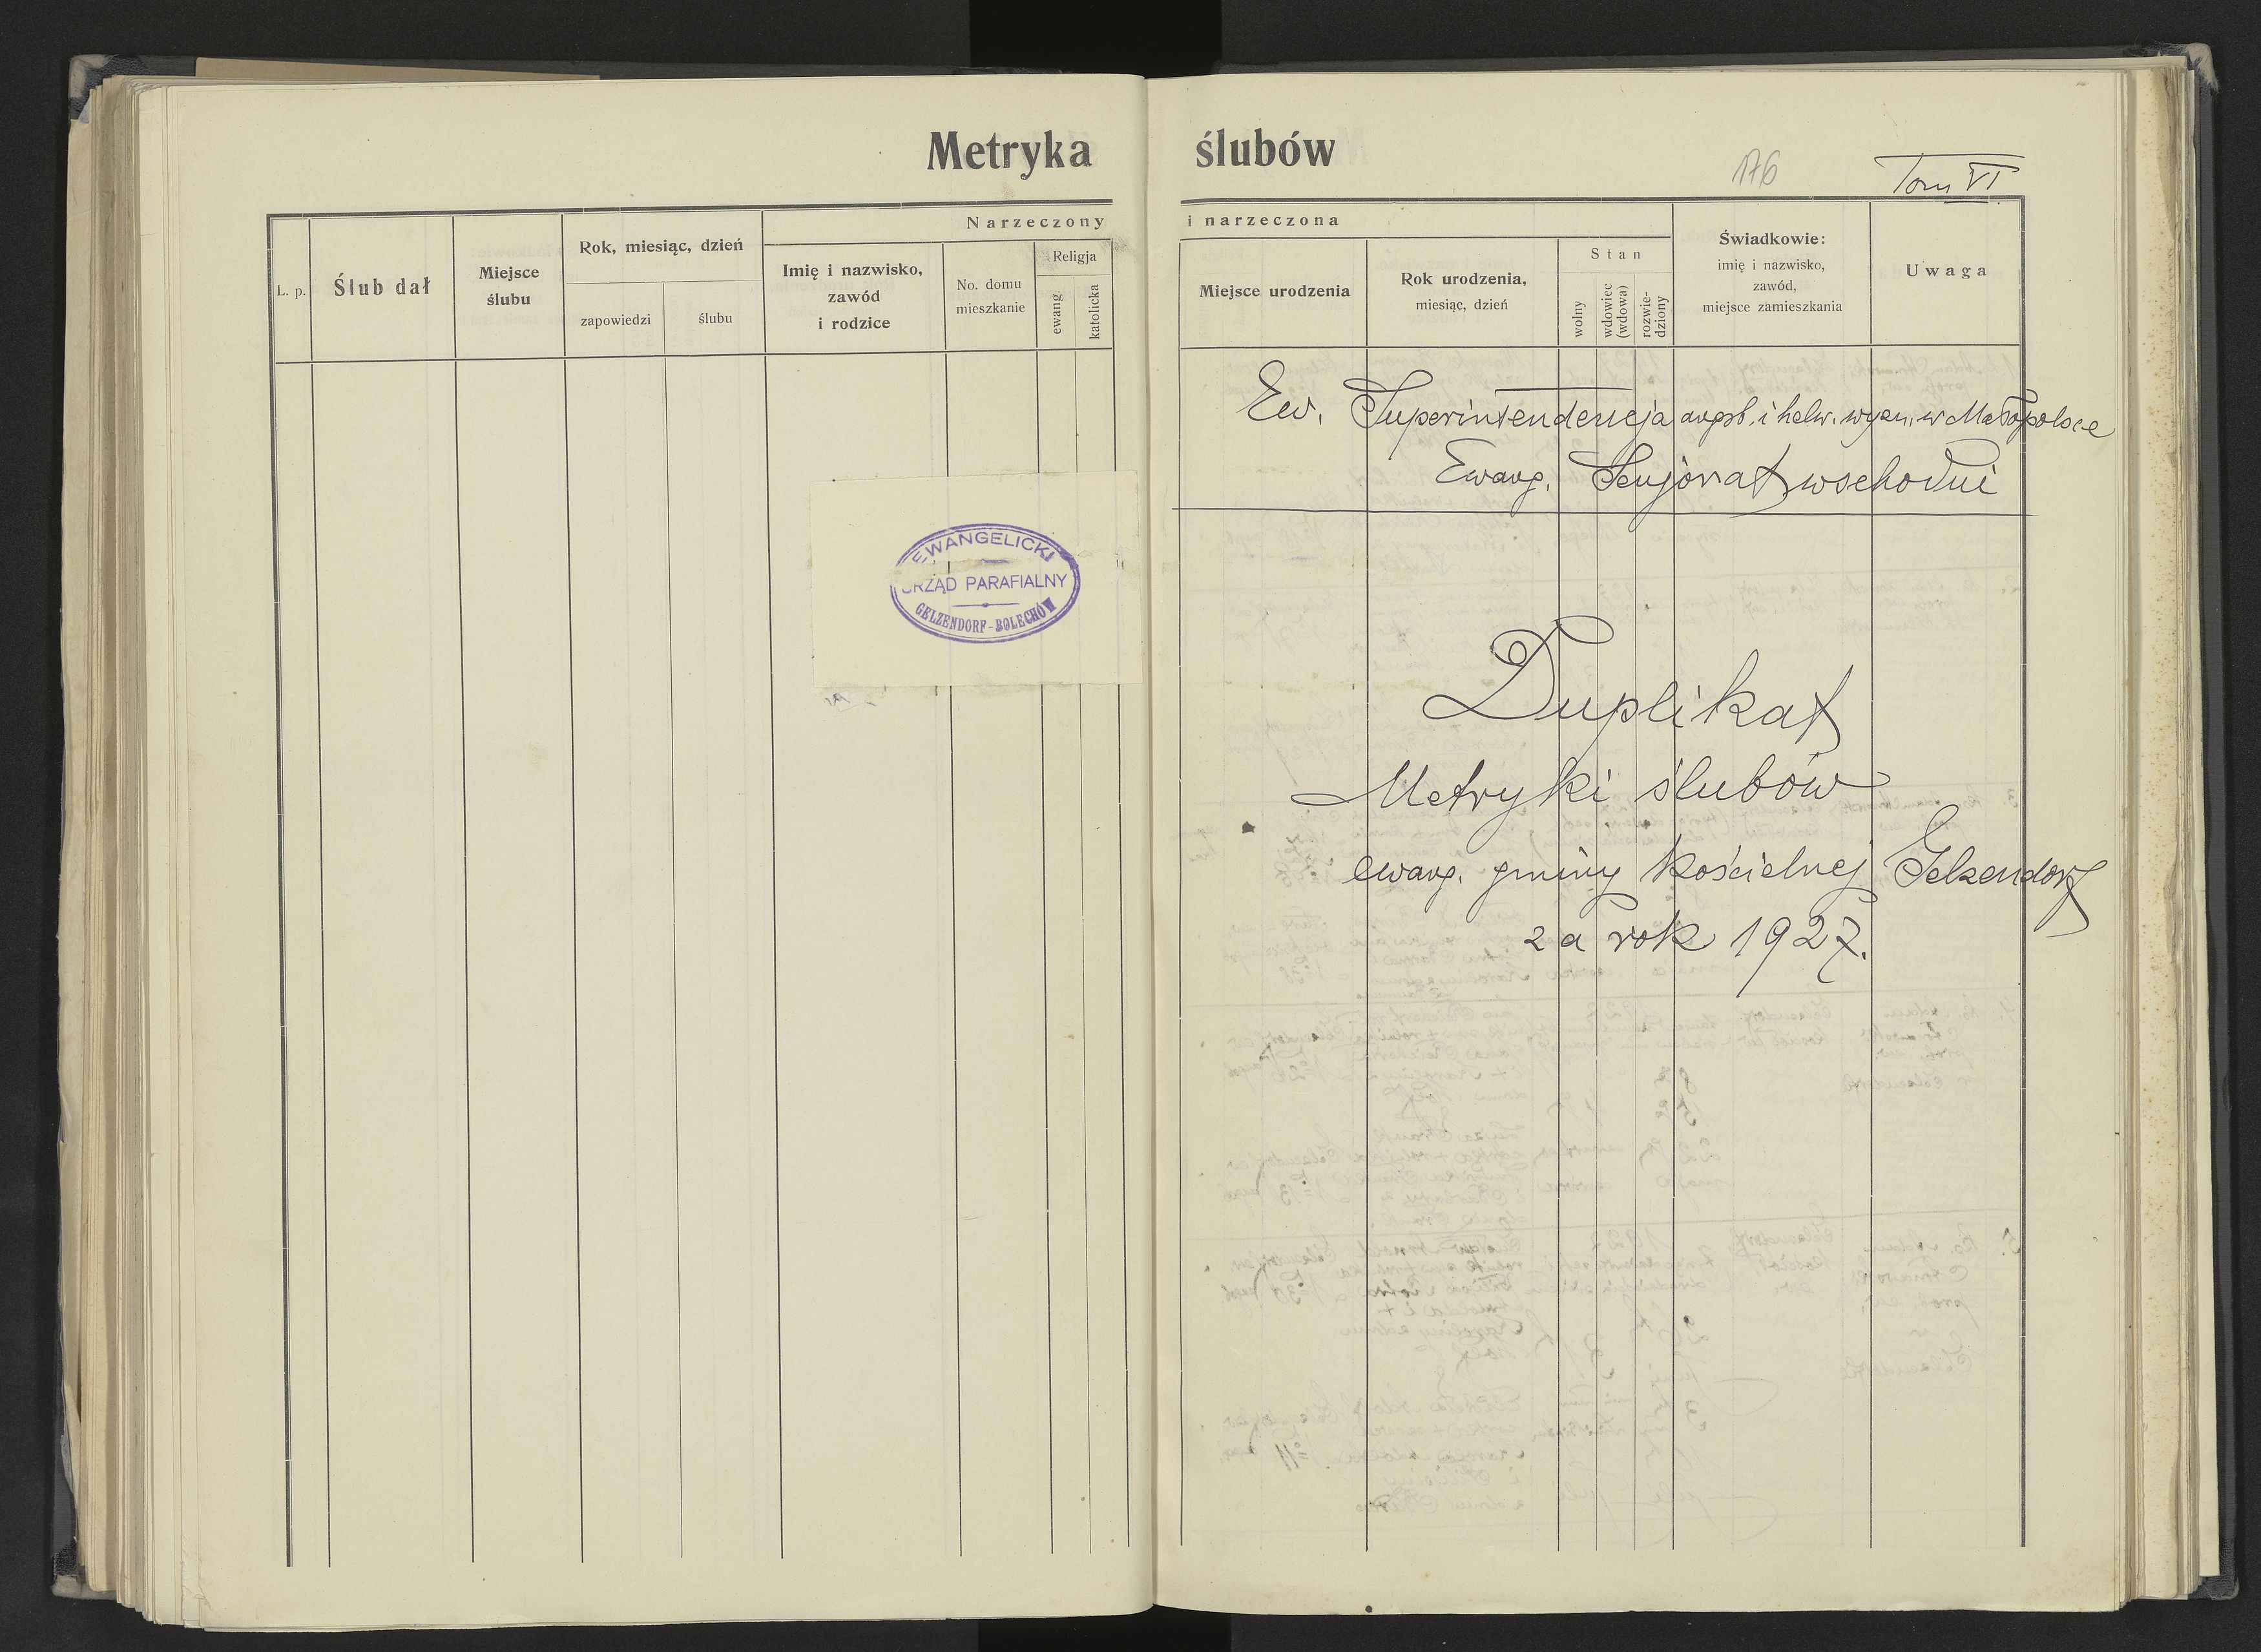 Metryka ślubów
176
Tom VI
L. p.
Ślub dał
Miejsce
ślubu
Rok, miesiąc, dzień
zapowiedzi
ślubu
Narzeczony i narzeczona
Imię i nazwisko,
zawód
i rodzice
No. domu
mieszkanie
Religja
ewang.
katolicka
Miejsce urodzenia
Rok urodzenia,
miesiąc, dzień
Stan
wolny
wdowiec
(wdowa)
rozwie-
dziony
Świadkowie:
imię i nazwisko,
zawód,
miejsce zamieszkania
Uwaga
EWANGELICKI
URZĄD PARAFIALNY
GELZENDORF-BOLECHÓW
Ew. Superintendencja augsb. i helw. wyzn. w Małopolsce
Ewang. Senjorat wschodni
Duplikat
Metryki ślubów
ewang. gminy kościelnej Gelzendorf
za rok 1927.